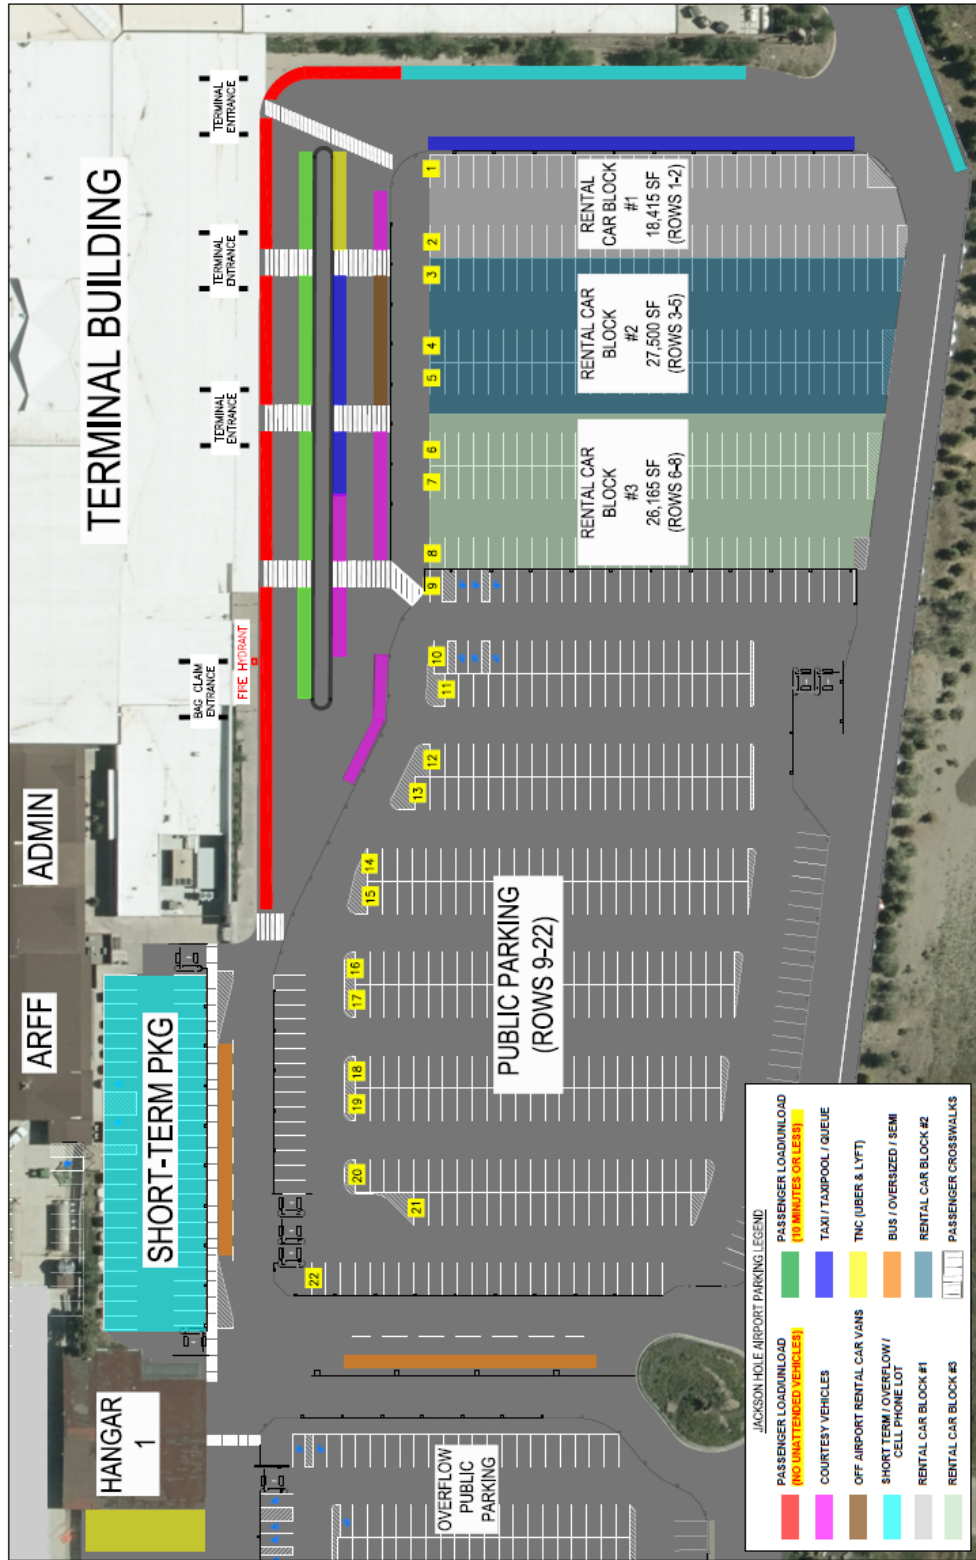 TERMINAL BUILDING
TERMINAL
ENTRANCE
TERMINAL
ENTRANCE
TERMINAL
ENTRANCE
BAG CLAIM
ENTRANCE
FIRE HYDRANT
ADMIN
ARFF
SHORT-TERM PKG
HANGAR
1
RENTAL
CAR BLOCK
#1
18,415 SF
(ROWS 1-2)
RENTAL CAR
BLOCK
#2
27,500 SF
(ROWS 3-5)
RENTAL CAR
BLOCK
#3
26,165 SF
(ROWS 6-8)
1
2
3
4
5
6
7
8
9
10
11
12
13
14
15
16
17
18
19
20
21
22
PUBLIC PARKING
(ROWS 9-22)
OVERFLOW
PUBLIC
PARKING
JACKSON HOLE AIRPORT PARKING LEGEND
PASSENGER LOAD/UNLOAD
(NO UNATTENDED VEHICLES)
COURTESY VEHICLES
OFF AIRPORT RENTAL CAR VANS
SHORT TERM / OVERFLOW /
CELL PHONE LOT
RENTAL CAR BLOCK #1
RENTAL CAR BLOCK #3
PASSENGER LOAD/UNLOAD
(10 MINUTES OR LESS)
TAXI / TAXIPOOL / QUEUE
TNC (UBER & LYFT)
BUS / OVERSIZED / SEMI
RENTAL CAR BLOCK #2
PASSENGER CROSSWALKS